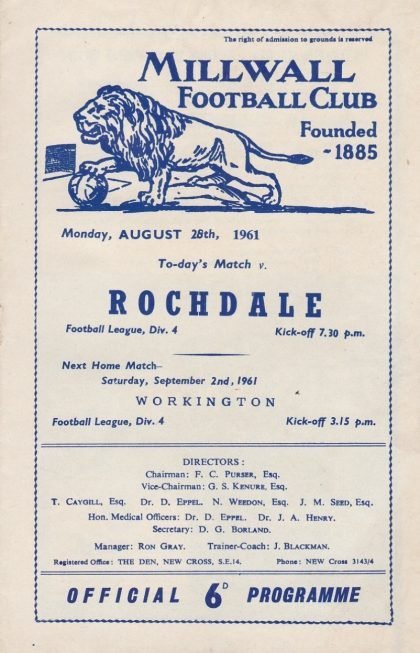 The right of admission to grounds is reserved
MILLWALL
FOOTBALL CLUB
Founded
-1885
Monday, AUGUST 28th, 1961
To-day's Match v.
ROCHDALE
Football League, Div. 4 Kick-off 7.30 p.m.
Next Home Match–
Saturday, September 2nd, 1961
WORKINGTON
Football League, Div. 4 Kick-off 3.15 p.m.
DIRECTORS :
Chairman: F. C. PURSER, Esq.
Vice-Chairman: G. S. KENURE, Esq.
T. CAYGILL, Esq. Dr. D. EPPEL. N. WEEDON, Esq. J. M. SEED, Esq.
Hon. Medical Officers: Dr. D. EPPEL. Dr. J. A. HENRY.
Secretary: D. G. BORLAND.
Manager: RON GRAY. Trainer-Coach: J. BLACKMAN.
Registered Office: THE DEN, NEW CROSS, S.E.14. Phone: NEW Cross 3143/4
OFFICIAL 6D PROGRAMME